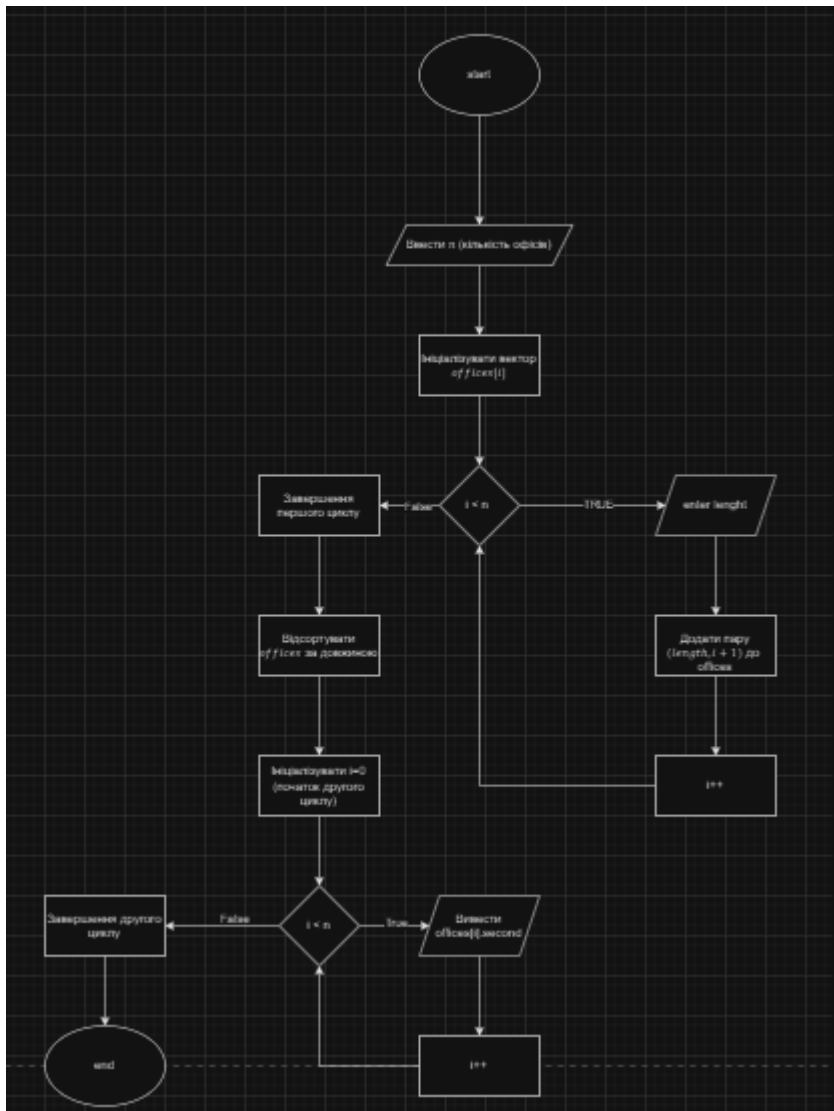 start
Ввести n (кількість офісів)
Ініціалізувати вектор
offices[i]
i < n
False
TRUE
Завершення
першого циклу
enter lenght
Відсортувати
offices за довжиною
Додати пару
(length, i + 1) до
offices
Ініціалізувати i=0
(початок другого
циклу)
i++
i < n
False
True
Завершення другого
циклу
Вивести
offices[i].second
end
i++